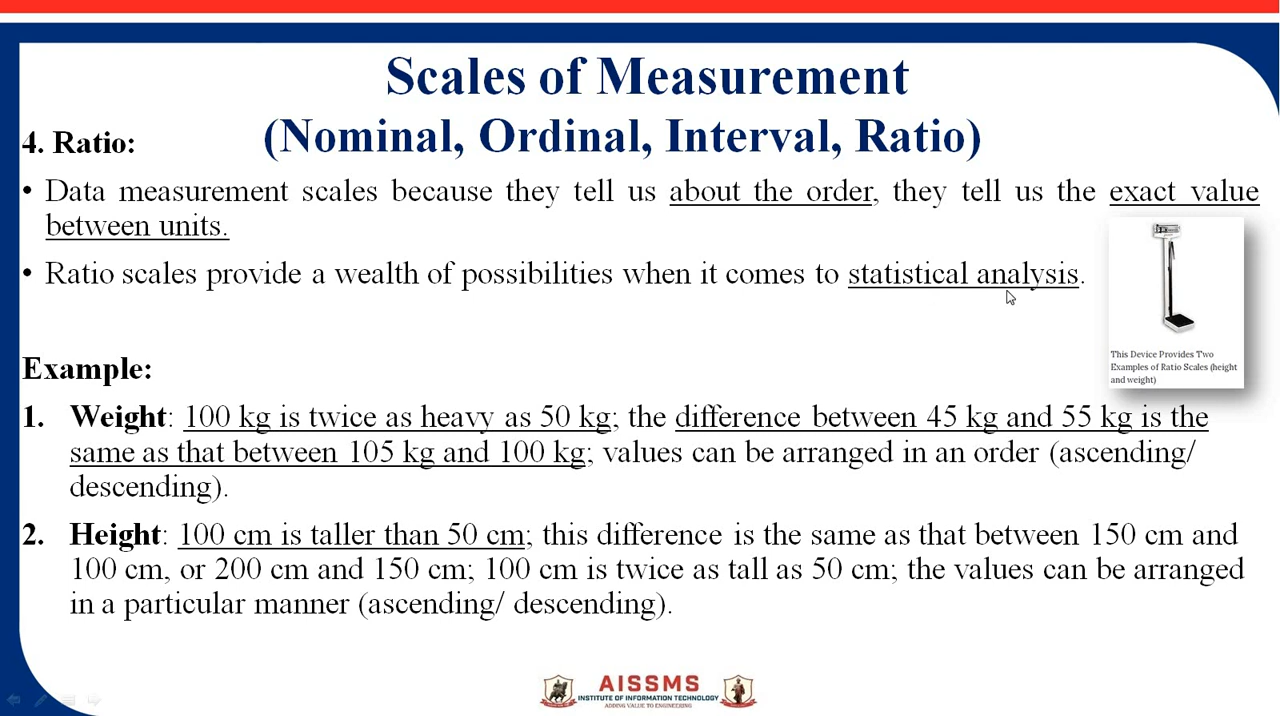 Scales of Measurement
(Nominal, Ordinal, Interval, Ratio)
4. Ratio:
• Data measurement scales because they tell us about the order, they tell us the exact value
between units.
• Ratio scales provide a wealth of possibilities when it comes to statistical analysis.
This Device Provides Two
Examples of Ratio Scales (height
and weight)
Example:
1. Weight: 100 kg is twice as heavy as 50 kg; the difference between 45 kg and 55 kg is the
same as that between 105 kg and 100 kg; values can be arranged in an order (ascending/
descending).
2. Height: 100 cm is taller than 50 cm; this difference is the same as that between 150 cm and
100 cm, or 200 cm and 150 cm; 100 cm is twice as tall as 50 cm; the values can be arranged
in a particular manner (ascending/ descending).
AISSMS
INSTITUTE OF INFORMATION TECHNOLOGY
ADDING VALUE TO ENGINEERING